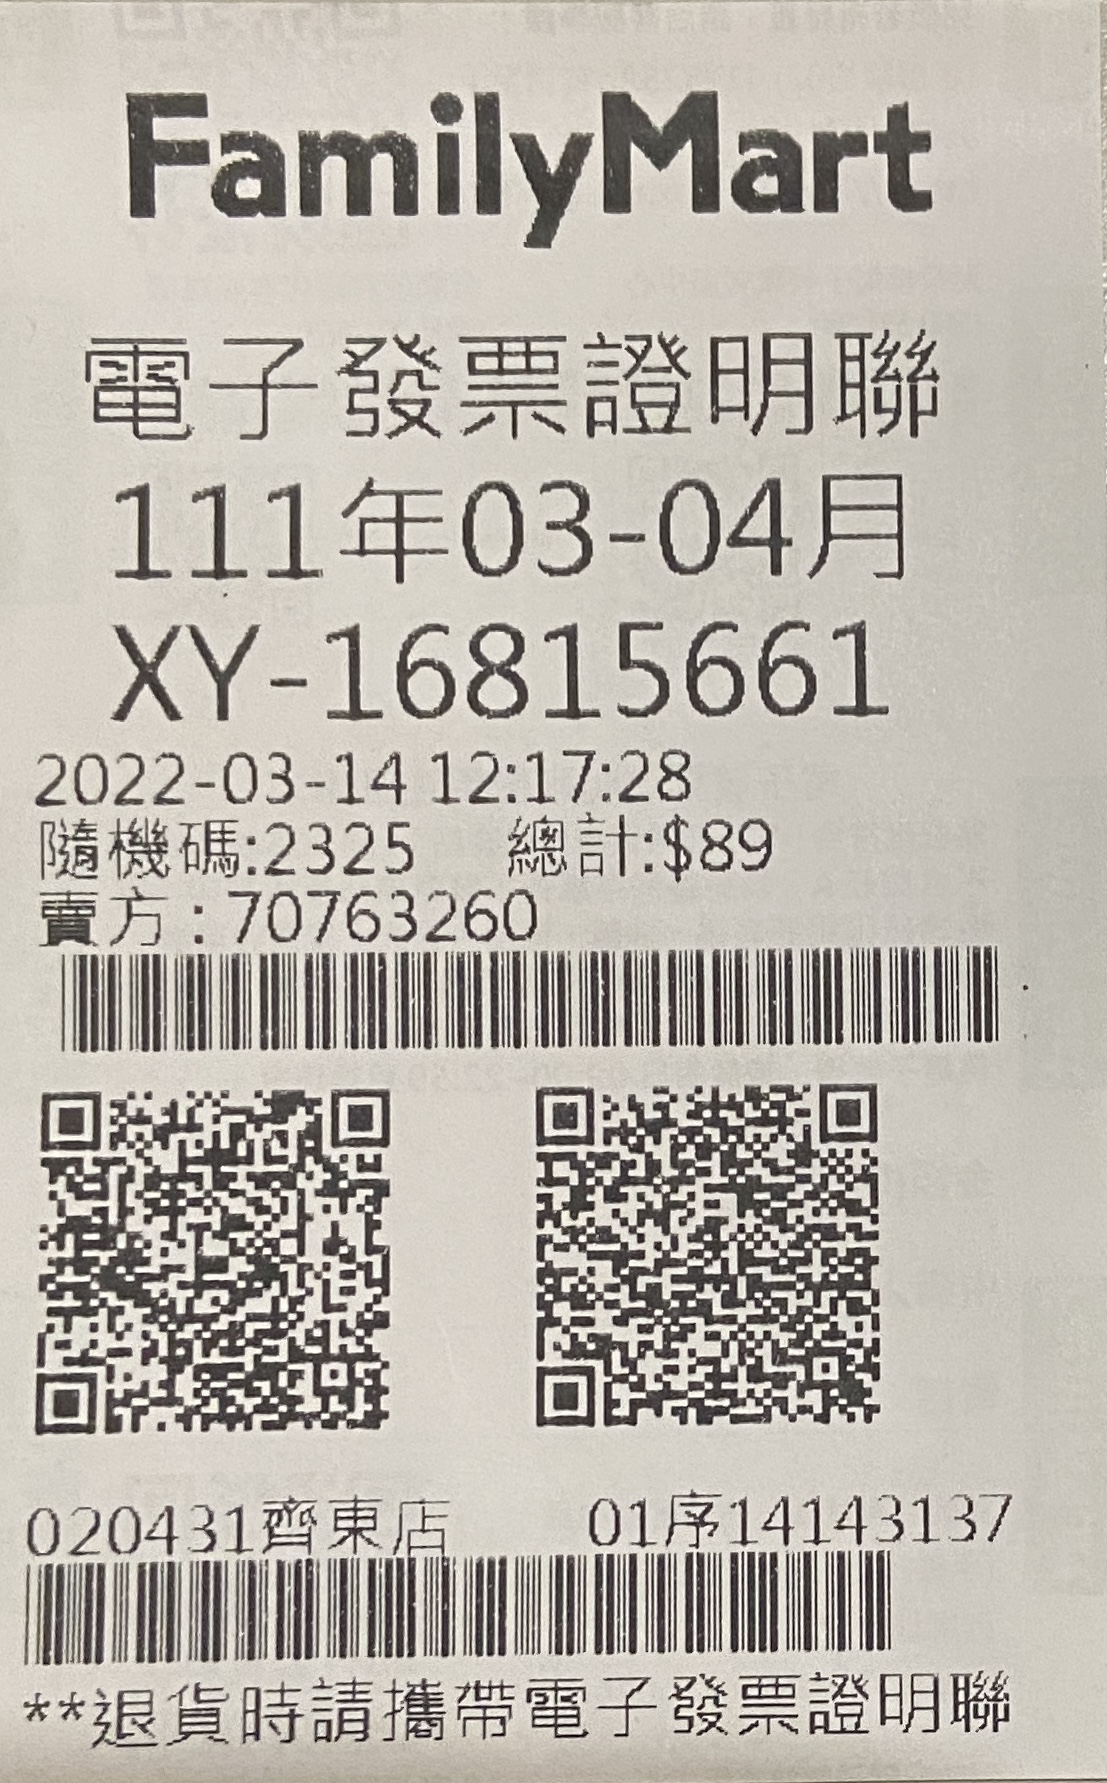 FamilyMart
電子發票證明聯
111年03-04月
XY-16815661
2022-03-14 12:17:28
隨機碼:2325 總計:$89
賣方:70763260
020431齊東店 01序14143137
**退貨時請攜帶電子發票證明聯